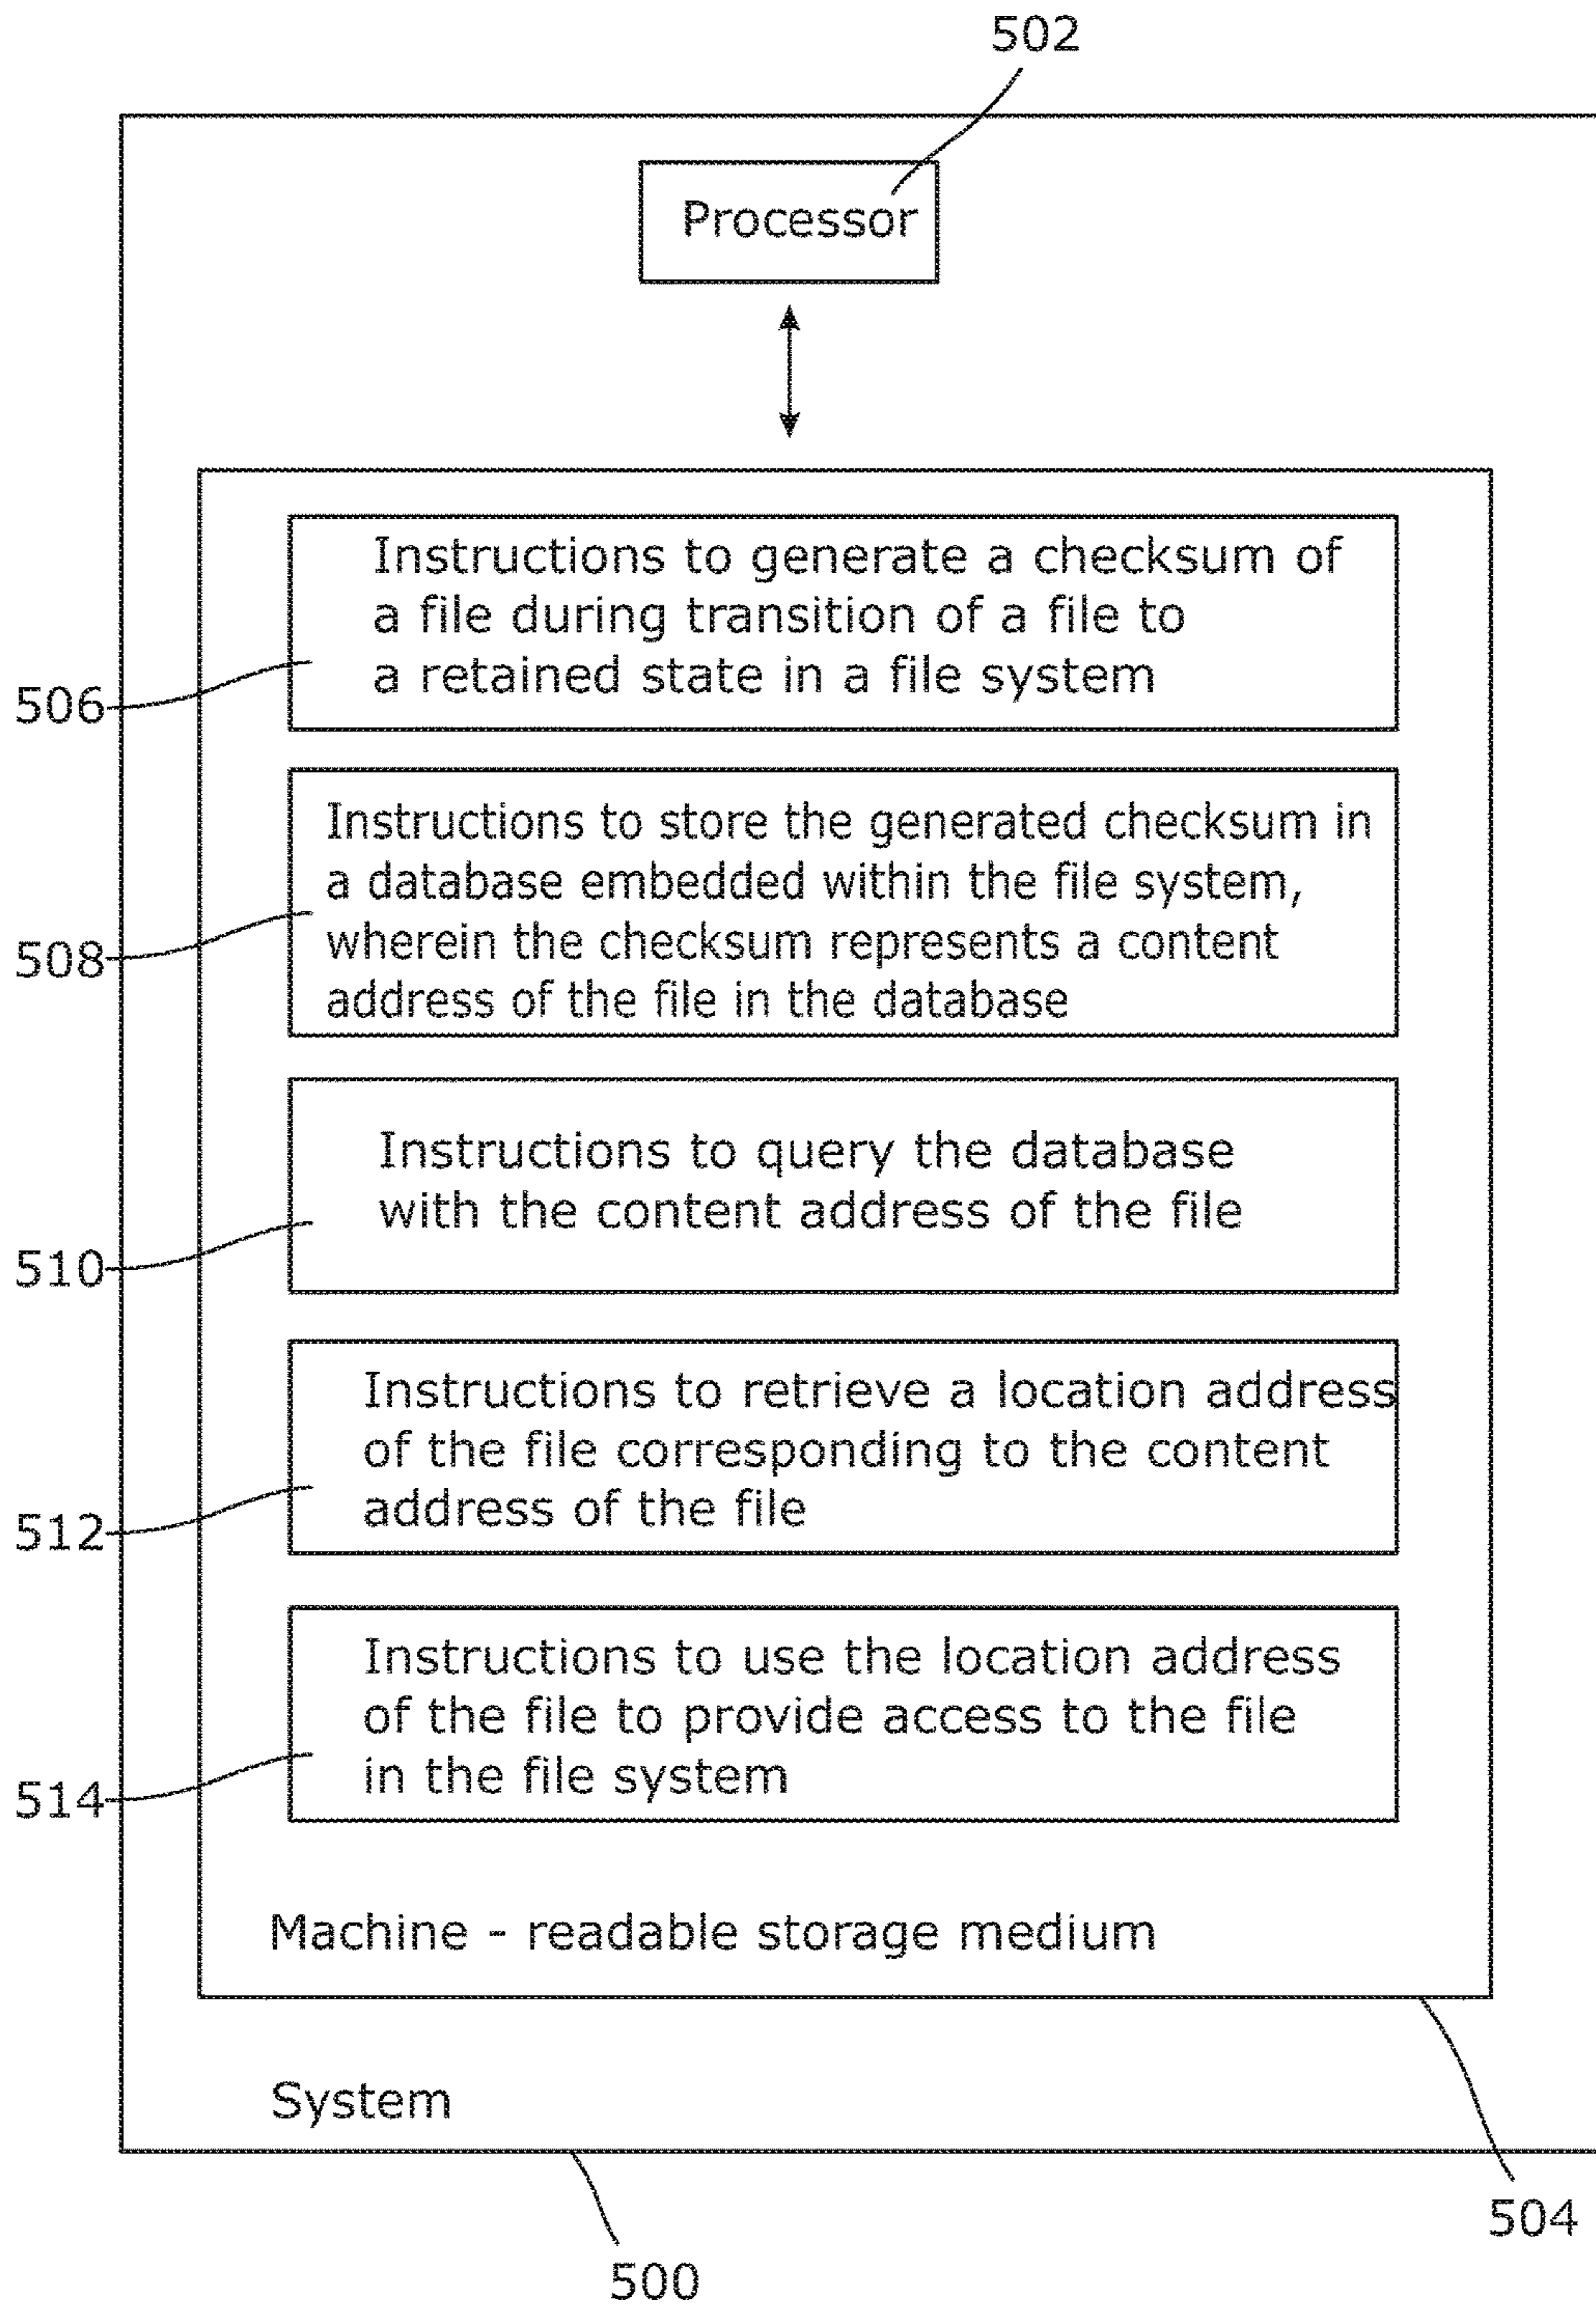 502
Processor
Instructions to generate a checksum of
a file during transition of a file to
a retained state in a file system
506
Instructions to store the generated checksum in
a database embedded within the file system,
wherein the checksum represents a content
address of the file in the database
508
Instructions to query the database
with the content address of the file
510
Instructions to retrieve a location address
of the file corresponding to the content
address of the file
512
Instructions to use the location address
of the file to provide access to the file
in the file system
514
Machine - readable storage medium
System
504
500